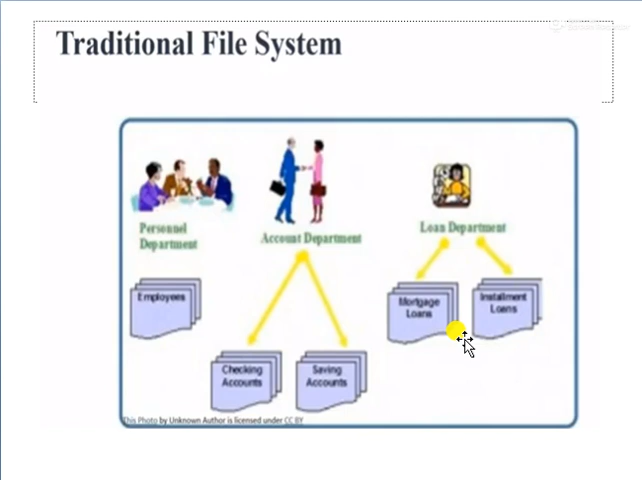 Traditional File System
Personnel
Department
Account Department
Loan Department
Employees
Mortgage
Loans
Installment
Loans
Checking
Accounts
Saving
Accounts
This Photo by Unknown Author is licensed under CC BY